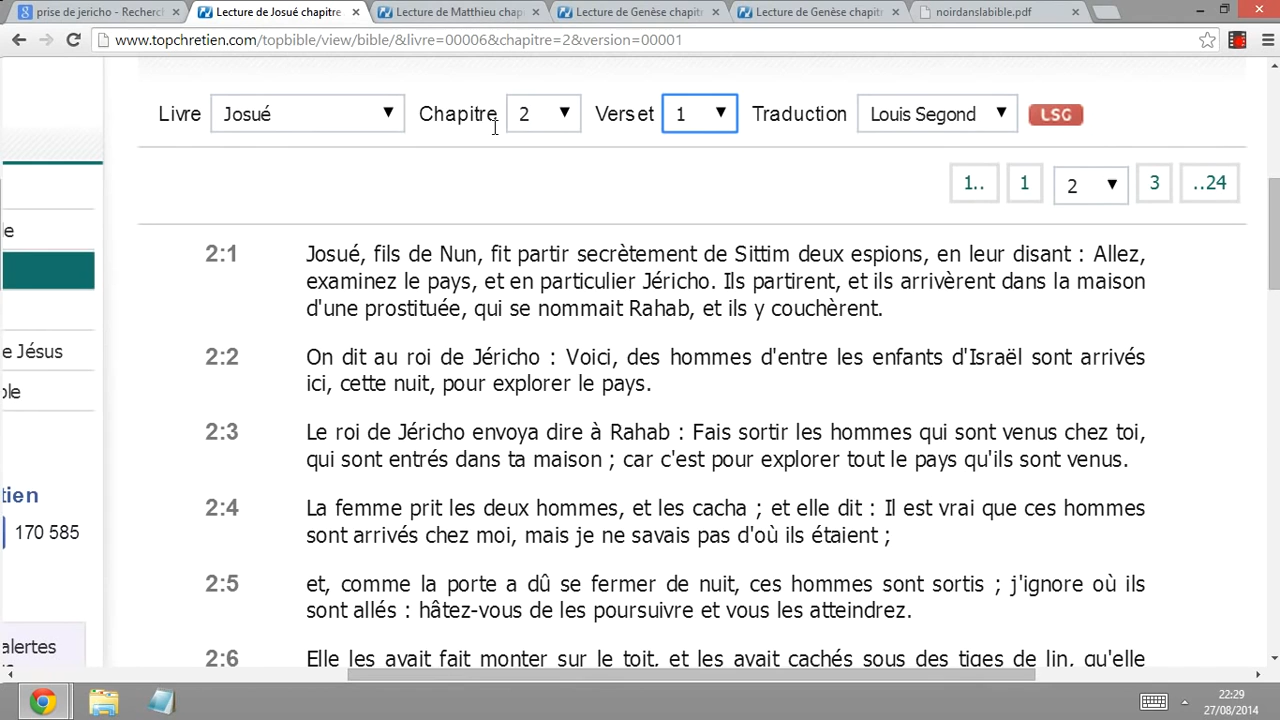 prise de jericho - Recherc
Lecture de Josué chapitre
Lecture de Matthieu chap
Lecture de Genèse chapitr
Lecture de Genèse chapitr
noirdanslabible.pdf
www.topchretien.com/topbible/view/bible/&livre=00006&chapitre=2&version=00001
Livre Josué Chapitre 2 Verset 1 Traduction Louis Segond LSG
1.. 1 2 3 ..24
le
e Jésus
ble
tien
170 585
alertes
2:1 Josué, fils de Nun, fit partir secrètement de Sittim deux espions, en leur disant : Allez,
examinez le pays, et en particulier Jéricho. Ils partirent, et ils arrivèrent dans la maison
d'une prostituée, qui se nommait Rahab, et ils y couchèrent.
2:2 On dit au roi de Jéricho : Voici, des hommes d'entre les enfants d'Israël sont arrivés
ici, cette nuit, pour explorer le pays.
2:3 Le roi de Jéricho envoya dire à Rahab : Fais sortir les hommes qui sont venus chez toi,
qui sont entrés dans ta maison ; car c'est pour explorer tout le pays qu'ils sont venus.
2:4 La femme prit les deux hommes, et les cacha ; et elle dit : Il est vrai que ces hommes
sont arrivés chez moi, mais je ne savais pas d'où ils étaient ;
2:5 et, comme la porte a dû se fermer de nuit, ces hommes sont sortis ; j'ignore où ils
sont allés : hâtez-vous de les poursuivre et vous les atteindrez.
2:6 Elle les avait fait monter sur le toit, et les avait cachés sous des tiges de lin, qu'elle
22:29
27/08/2014